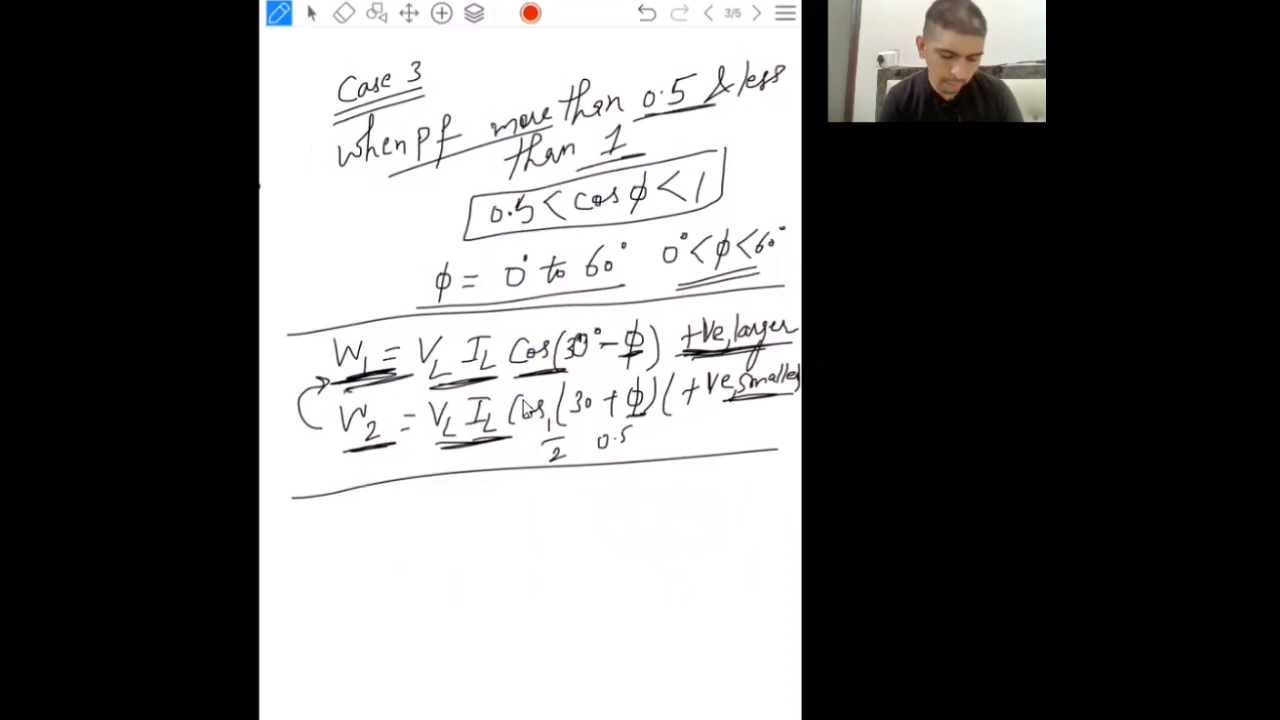 3/5
Case 3
when pf more than 0.5 & less
than 1
0.5 < cos φ < 1
φ = 0° to 60° 0° < φ < 60°
W1 = VL IL Cos(30° - φ) +ve, larger
W2 = VL IL Cos (30 + φ) (+ve, smaller)
1/2 0.5